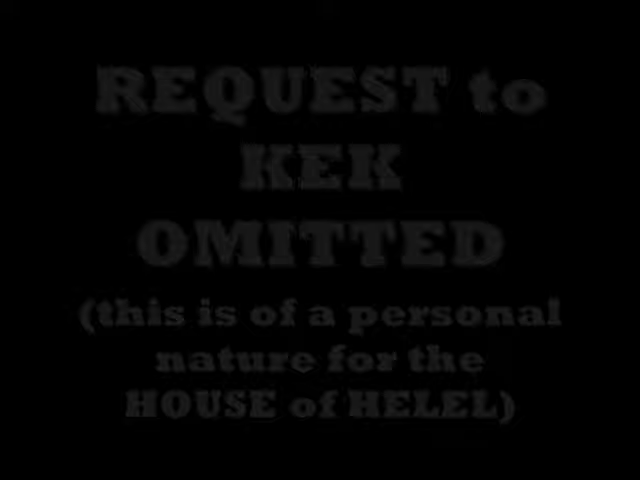 REQUEST to
KEK
OMITTED
(this is of a personal
nature for the
HOUSE of HELEL)